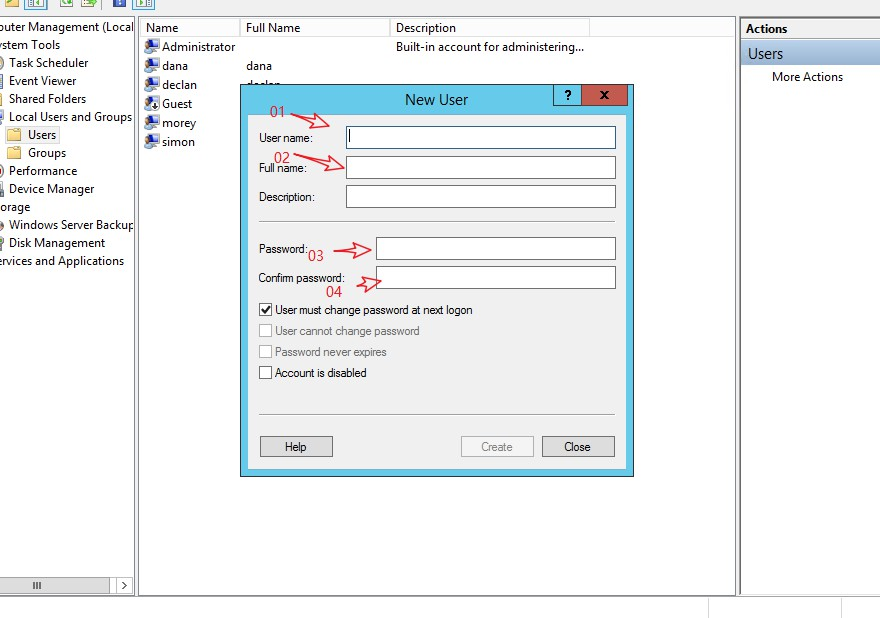 Name Full Name Description
Actions
puter Management (Local
ystem Tools
Task Scheduler
Event Viewer
Shared Folders
Local Users and Groups
Users
Groups
Performance
Device Manager
orage
Windows Server Backup
Disk Management
ervices and Applications
Administrator Built-in account for administering...
dana dana
declan
Guest
morey
simon
Users
More Actions
New User
? x
01
User name:
02
Full name:
Description:
Password:
03
Confirm password:
04
User must change password at next logon
User cannot change password
Password never expires
Account is disabled
Help Create Close